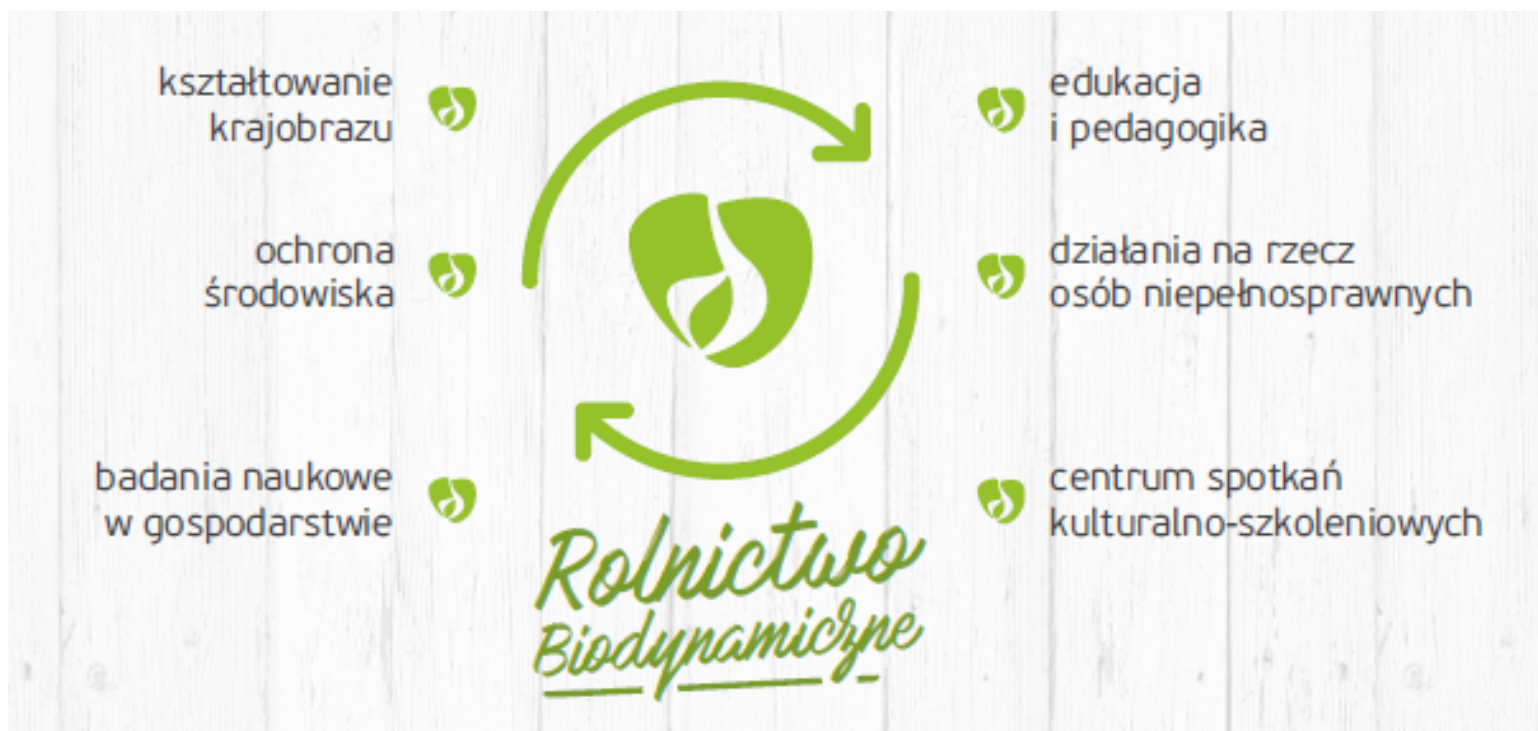 kształtowanie
krajobrazu
ochrona
środowiska
badania naukowe
w gospodarstwie
edukacja
i pedagogika
działania na rzecz
osób niepełnosprawnych
centrum spotkań
kulturalno-szkoleniowych
Rolnictwo
Biodynamiczne